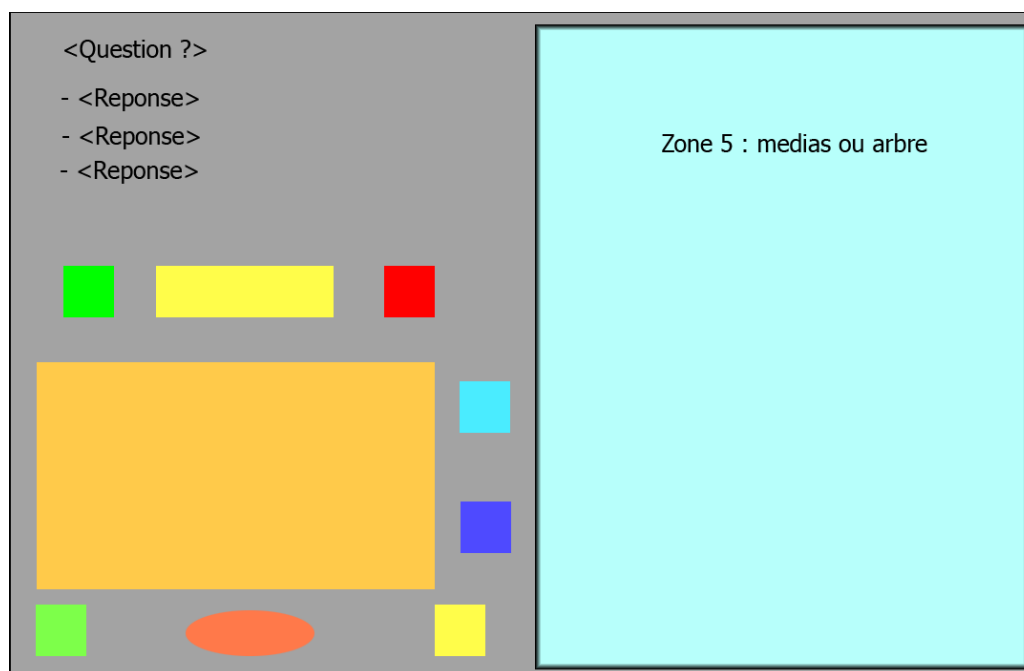 <Question ?>
- <Reponse>
- <Reponse>
- <Reponse>
Zone 5 : medias ou arbre